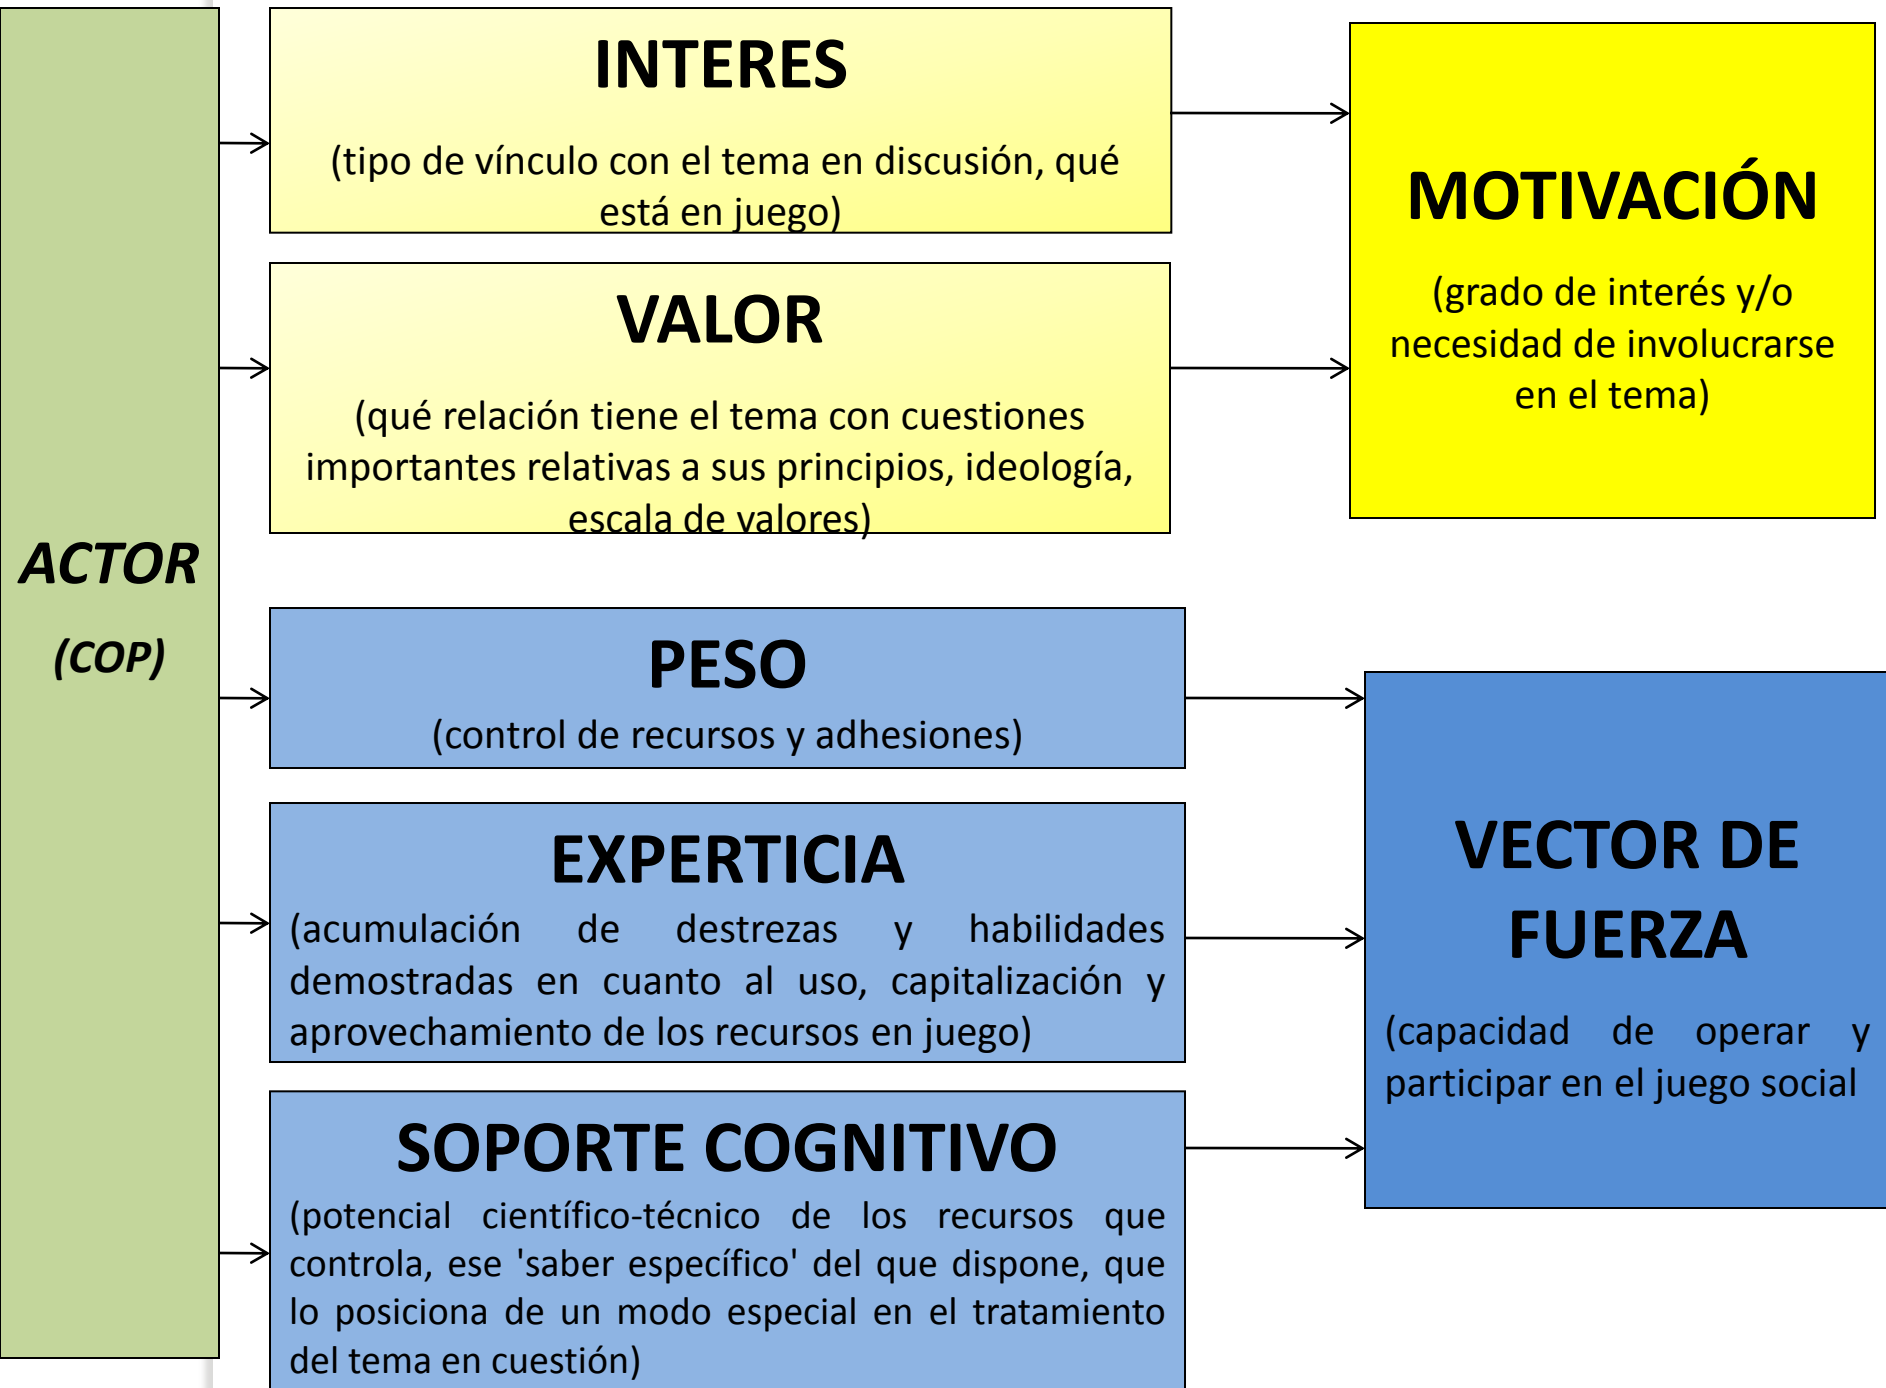 ACTOR
(COP)
INTERES
(tipo de vínculo con el tema en discusión, qué
está en juego)
VALOR
(qué relación tiene el tema con cuestiones
importantes relativas a sus principios, ideología,
escala de valores)
MOTIVACIÓN
(grado de interés y/o
necesidad de involucrarse
en el tema)
PESO
(control de recursos y adhesiones)
EXPERTICIA
(acumulación de destrezas y habilidades
demostradas en cuanto al uso, capitalización y
aprovechamiento de los recursos en juego)
SOPORTE COGNITIVO
(potencial científico-técnico de los recursos que
controla, ese 'saber específico' del que dispone, que
lo posiciona de un modo especial en el tratamiento
del tema en cuestión)
VECTOR DE
FUERZA
(capacidad de operar y
participar en el juego social